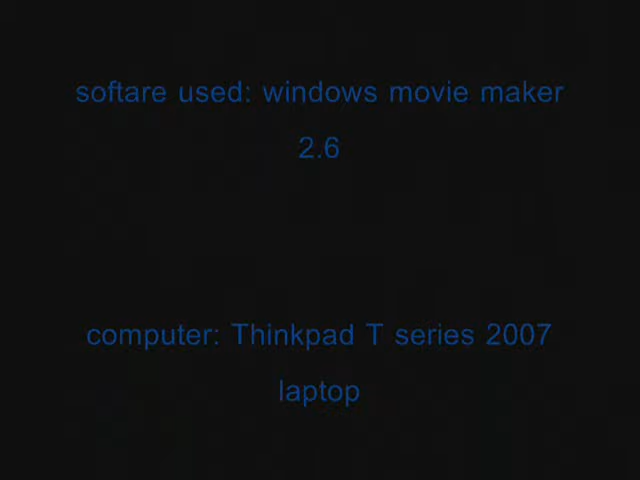 softare used: windows movie maker
2.6
computer: Thinkpad T series 2007
laptop